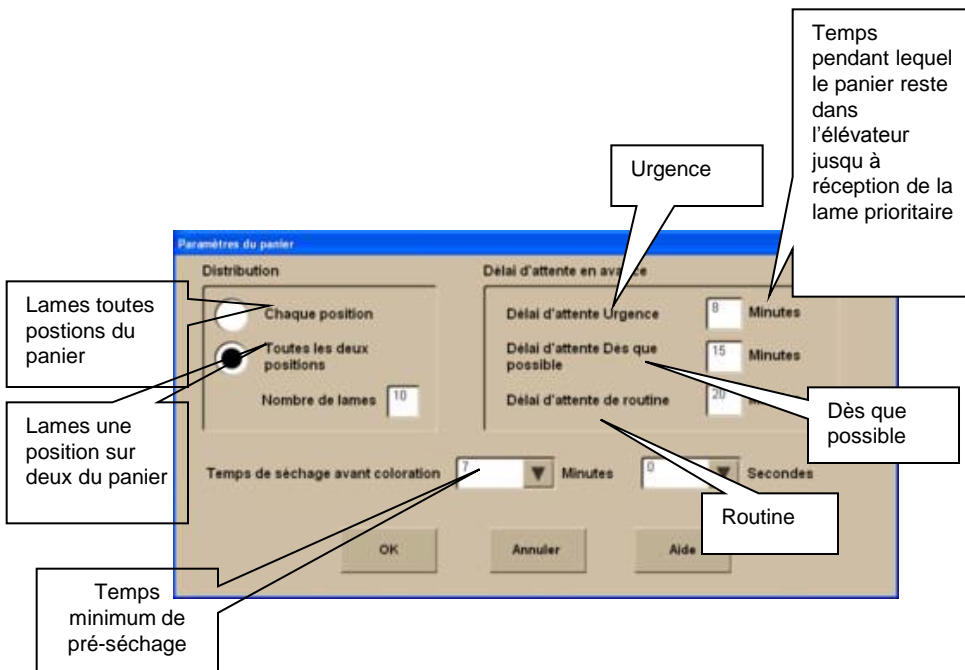 Temps
pendant lequel
le panier reste
dans
l'élévateur
jusqu à
réception de la
lame prioritaire
Urgence
Paramètres du panier
Distribution
Délai d'attente en avance
Lames toutes
postions du
panier
Chaque position
Délai d'attente Urgence
8
Minutes
Toutes les deux
positions
Délai d'attente Dès que
possible
15
Minutes
Nombre de lames
10
Délai d'attente de routine
20
Dès que
possible
Lames une
position sur
deux du panier
Temps de séchage avant coloration
7
Minutes
0
Secondes
Routine
OK
Annuler
Aide
Temps
minimum de
pré-séchage